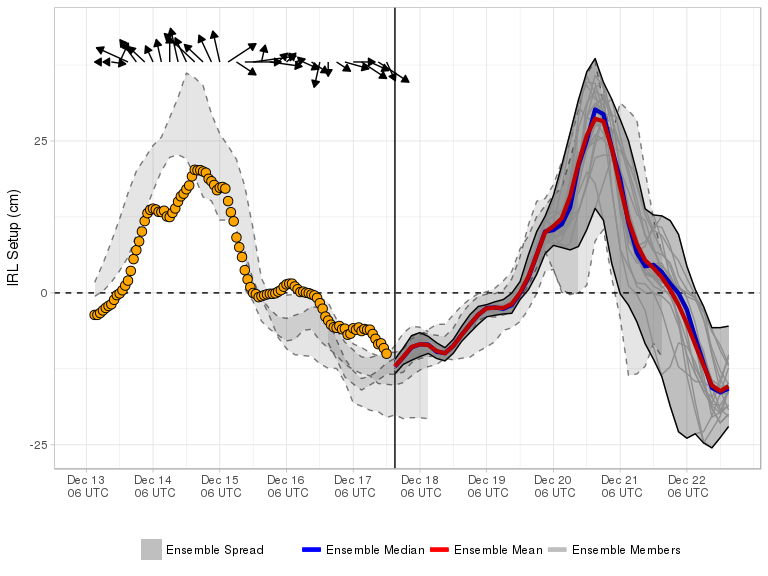 IRL Setup (cm)
25
0
-25
Dec 13 Dec 14 Dec 15 Dec 16 Dec 17 Dec 18 Dec 19 Dec 20 Dec 21 Dec 22
06 UTC 06 UTC 06 UTC 06 UTC 06 UTC 06 UTC 06 UTC 06 UTC 06 UTC 06 UTC
Ensemble Spread Ensemble Median Ensemble Mean Ensemble Members